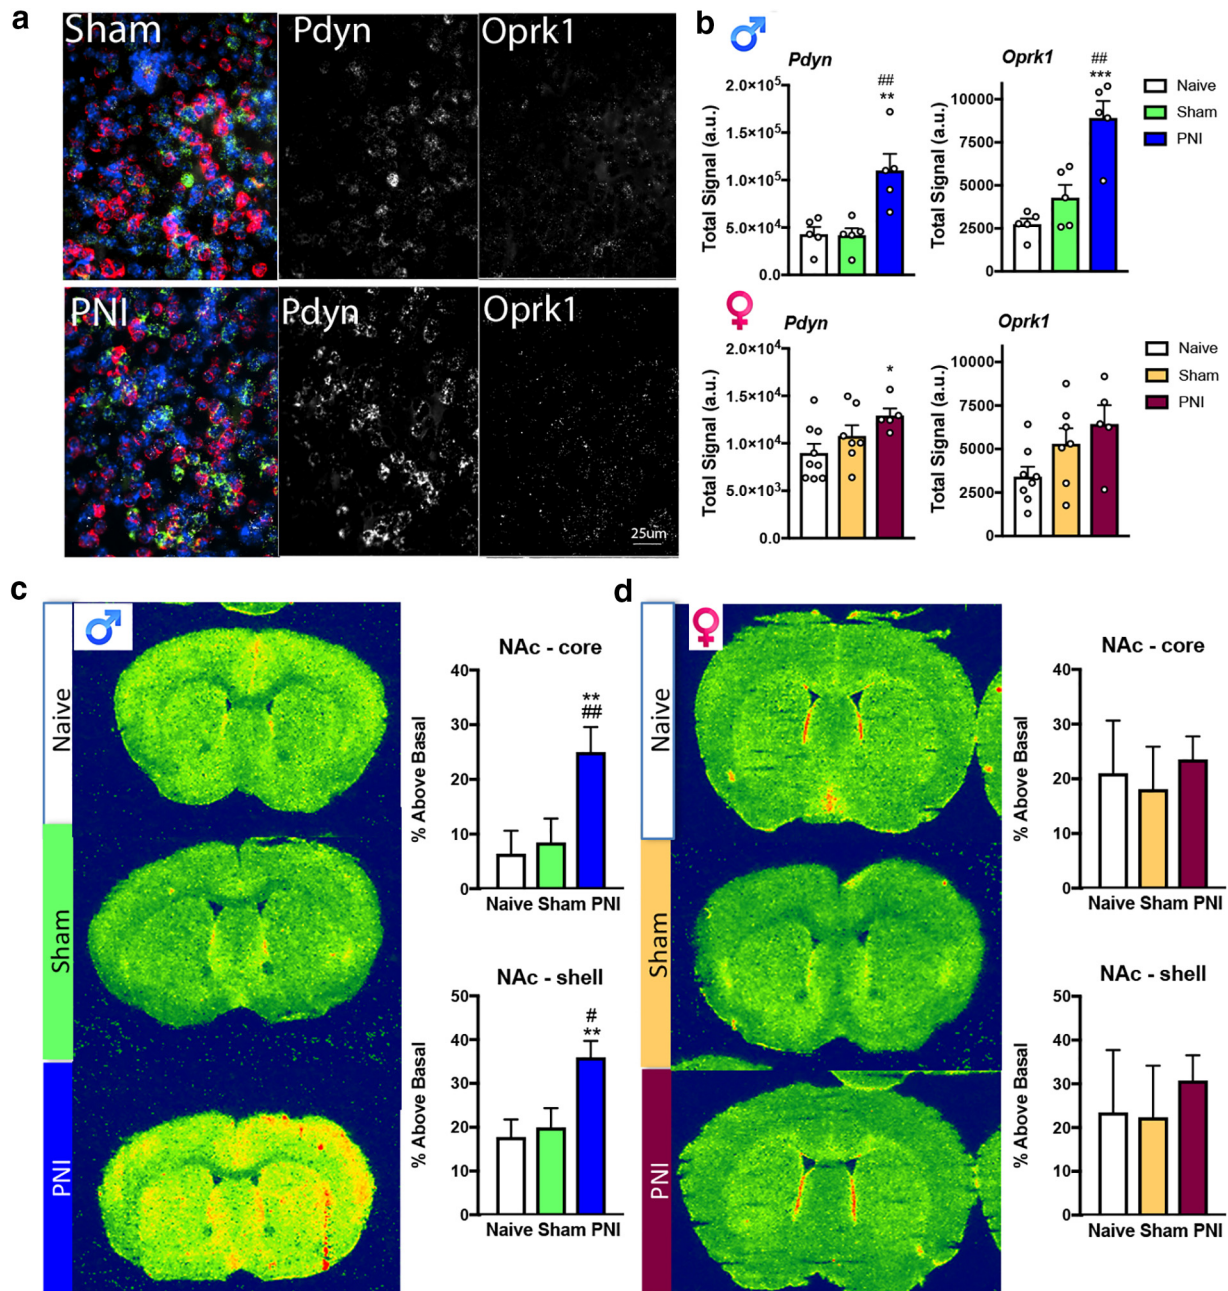 a
Sham
Pdyn
Oprk1
PNI
Pdyn
Oprk1
25um
b
Pdyn
Total Signal (a.u.)
2.0×10⁵
1.5×10⁵
1.0×10⁵
5.0×10⁴
0.0
##
**
Oprk1
Total Signal (a.u.)
10000
7500
5000
2500
0
##
***
Naive
Sham
PNI
Pdyn
Total Signal (a.u.)
2.0×10⁴
1.5×10⁴
1.0×10⁴
5.0×10³
0.0
*
Oprk1
Total Signal (a.u.)
10000
7500
5000
2500
0
Naive
Sham
PNI
c
Naive
Sham
PNI
NAc - core
% Above Basal
40
30
20
10
0
**
##
Naive Sham PNI
NAc - shell
% Above Basal
50
40
30
20
10
0
#
**
Naive Sham PNI
d
Naive
Sham
PNI
NAc - core
% Above Basal
40
30
20
10
0
Naive Sham PNI
NAc - shell
% Above Basal
50
40
30
20
10
0
Naive Sham PNI